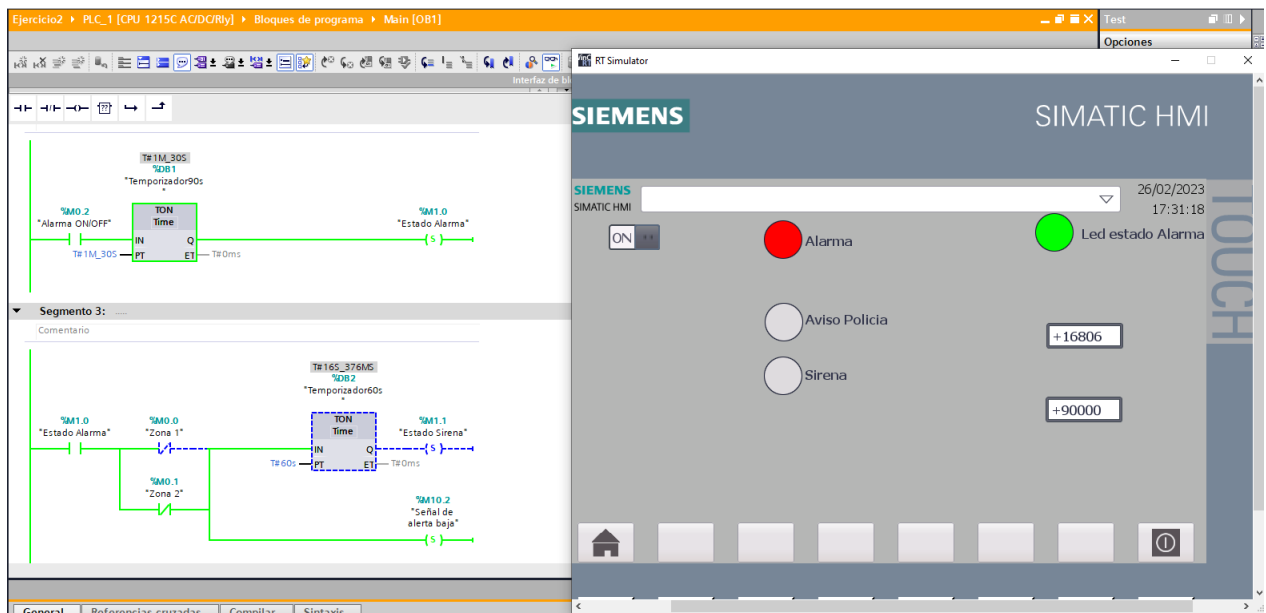 Ejercicio2 ▸ PLC_1 [CPU 1215C AC/DC/Rly] ▸ Bloques de programa ▸ Main [OB1]
Test
Opciones
Interfaz de bl
T#1M_30S
%DB1
"Temporizador90s
"
%M0.2
"Alarma ON/OFF"
TON
Time
%M1.0
"Estado Alarma"
IN
Q
S
T#1M_30S
PT
ET
T#0ms
Segmento 3:
Comentario
T#16S_376MS
%DB2
"Temporizador60s
"
%M1.0
"Estado Alarma"
%M0.0
"Zona 1"
TON
Time
%M1.1
"Estado Sirena"
IN
Q
S
T#60s
PT
ET
T#0ms
%M0.1
"Zona 2"
%M10.2
"Señal de
alerta baja"
S
General
Referencias cruzadas
Compilar
Sintaxis
RT Simulator
SIEMENS
SIMATIC HMI
SIEMENS
SIMATIC HMI
26/02/2023
17:31:18
TOUCH
ON
Alarma
Led estado Alarma
Aviso Policia
+16806
Sirena
+90000